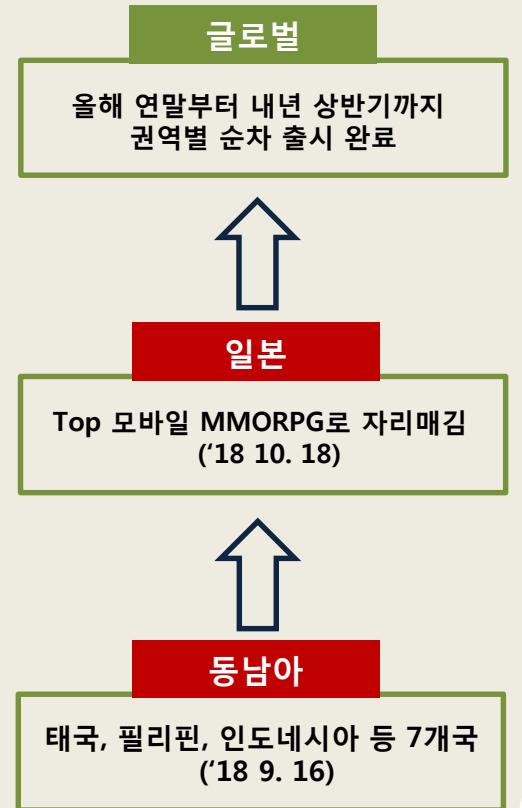 글로벌
올해 연말부터 내년 상반기까지
권역별 순차 출시 완료
일본
Top 모바일 MMORPG로 자리매김
(‘18 10. 18)
동남아
태국, 필리핀, 인도네시아 등 7개국
(‘18 9. 16)